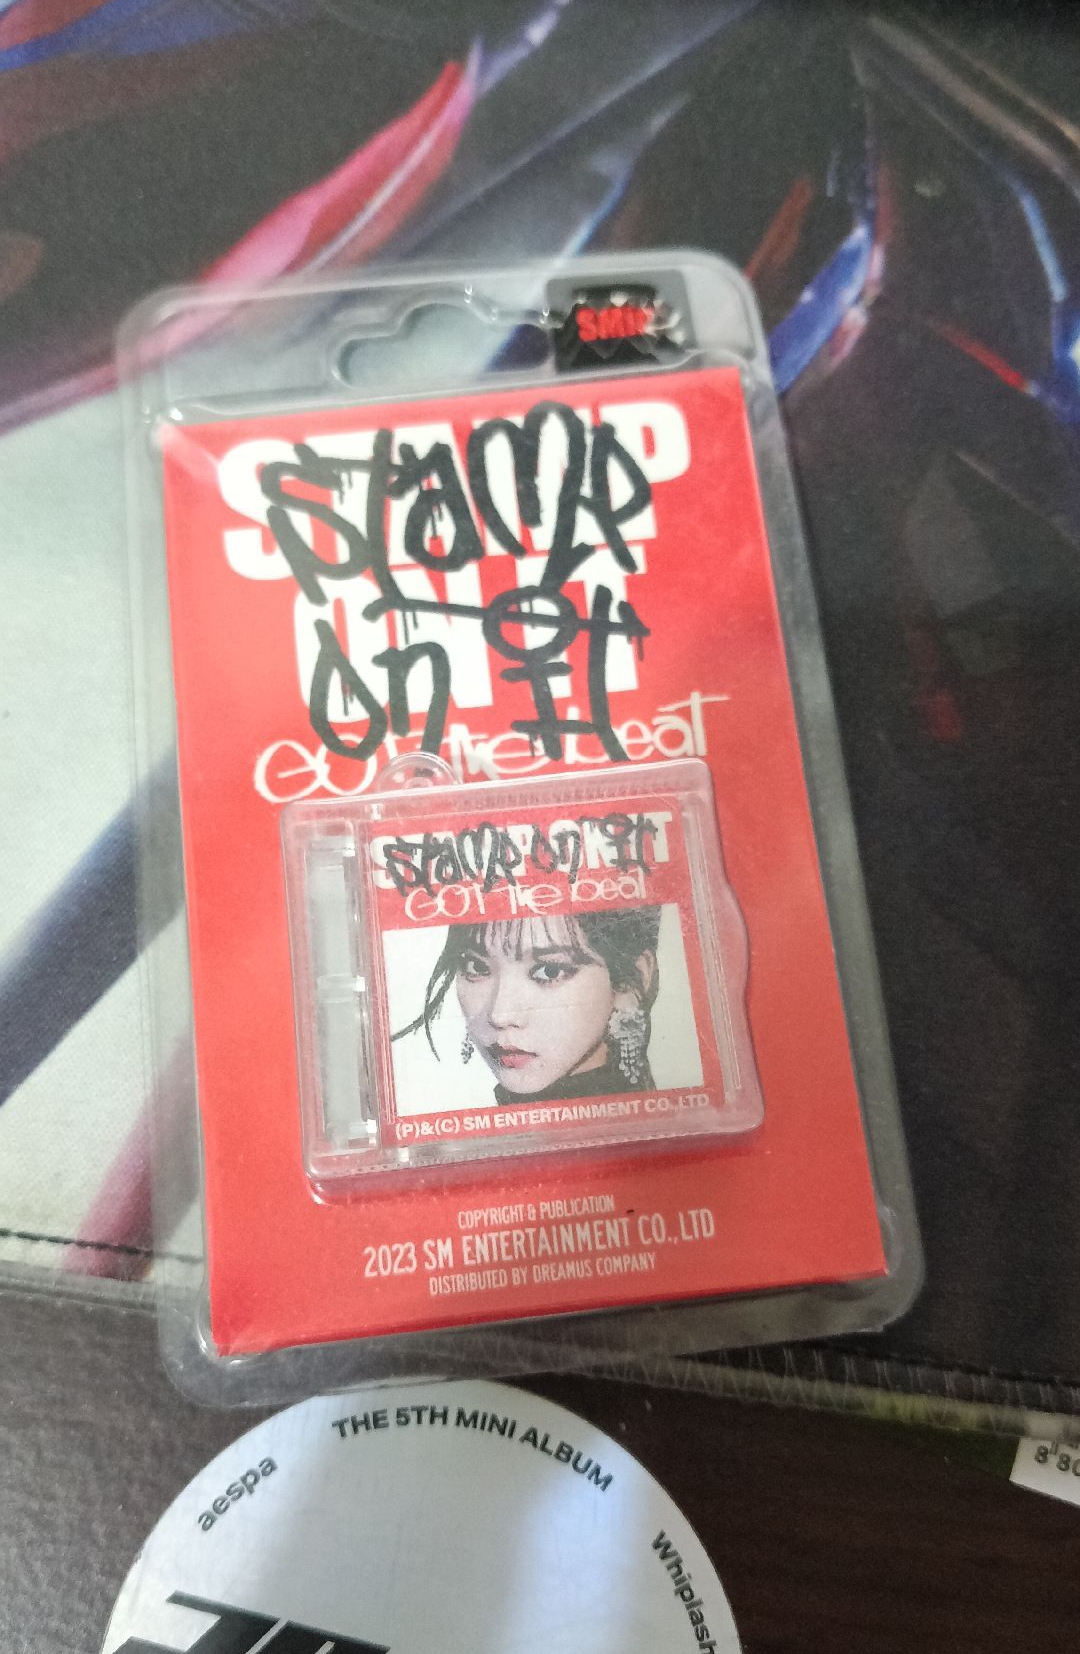 STAMP
ON IT
Stamp
on it
GOT the beat
STAMP ON IT
Stamp on it
GOT the beat
(P)&(C) SM ENTERTAINMENT CO.,LTD
COPYRIGHT & PUBLICATION
2023 SM ENTERTAINMENT CO.,LTD
DISTRIBUTED BY DREAMUS COMPANY
aespa
THE 5TH MINI ALBUM
Whiplash